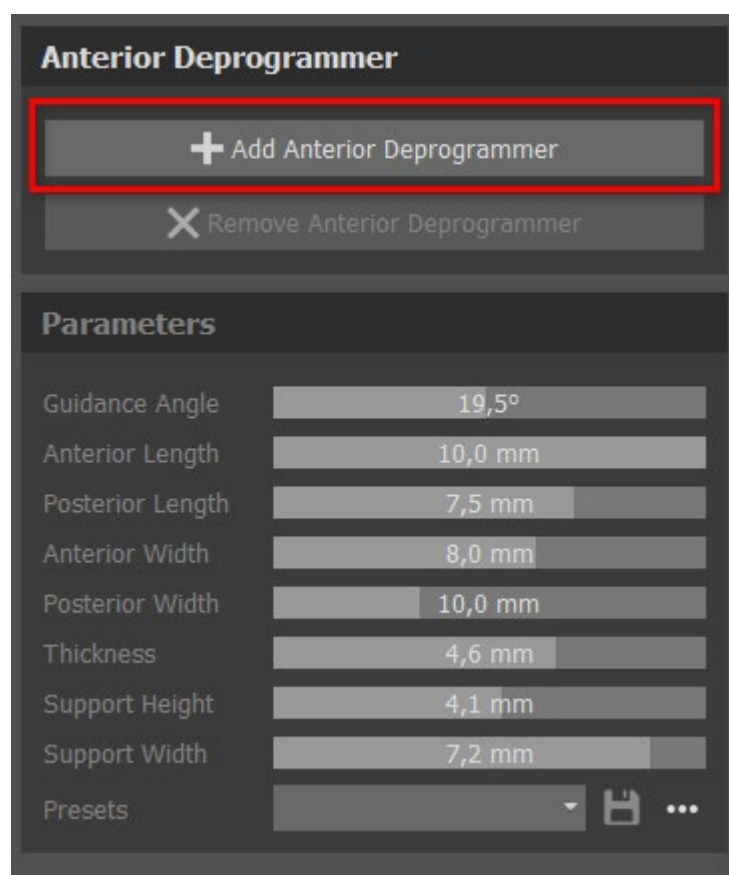 Anterior Deprogrammer
Add Anterior Deprogrammer
Remove Anterior Deprogrammer
Parameters
Guidance Angle 19,5º
Anterior Length 10,0 mm
Posterior Length 7,5 mm
Anterior Width 8,0 mm
Posterior Width 10,0 mm
Thickness 4,6 mm
Support Height 4,1 mm
Support Width 7,2 mm
Presets